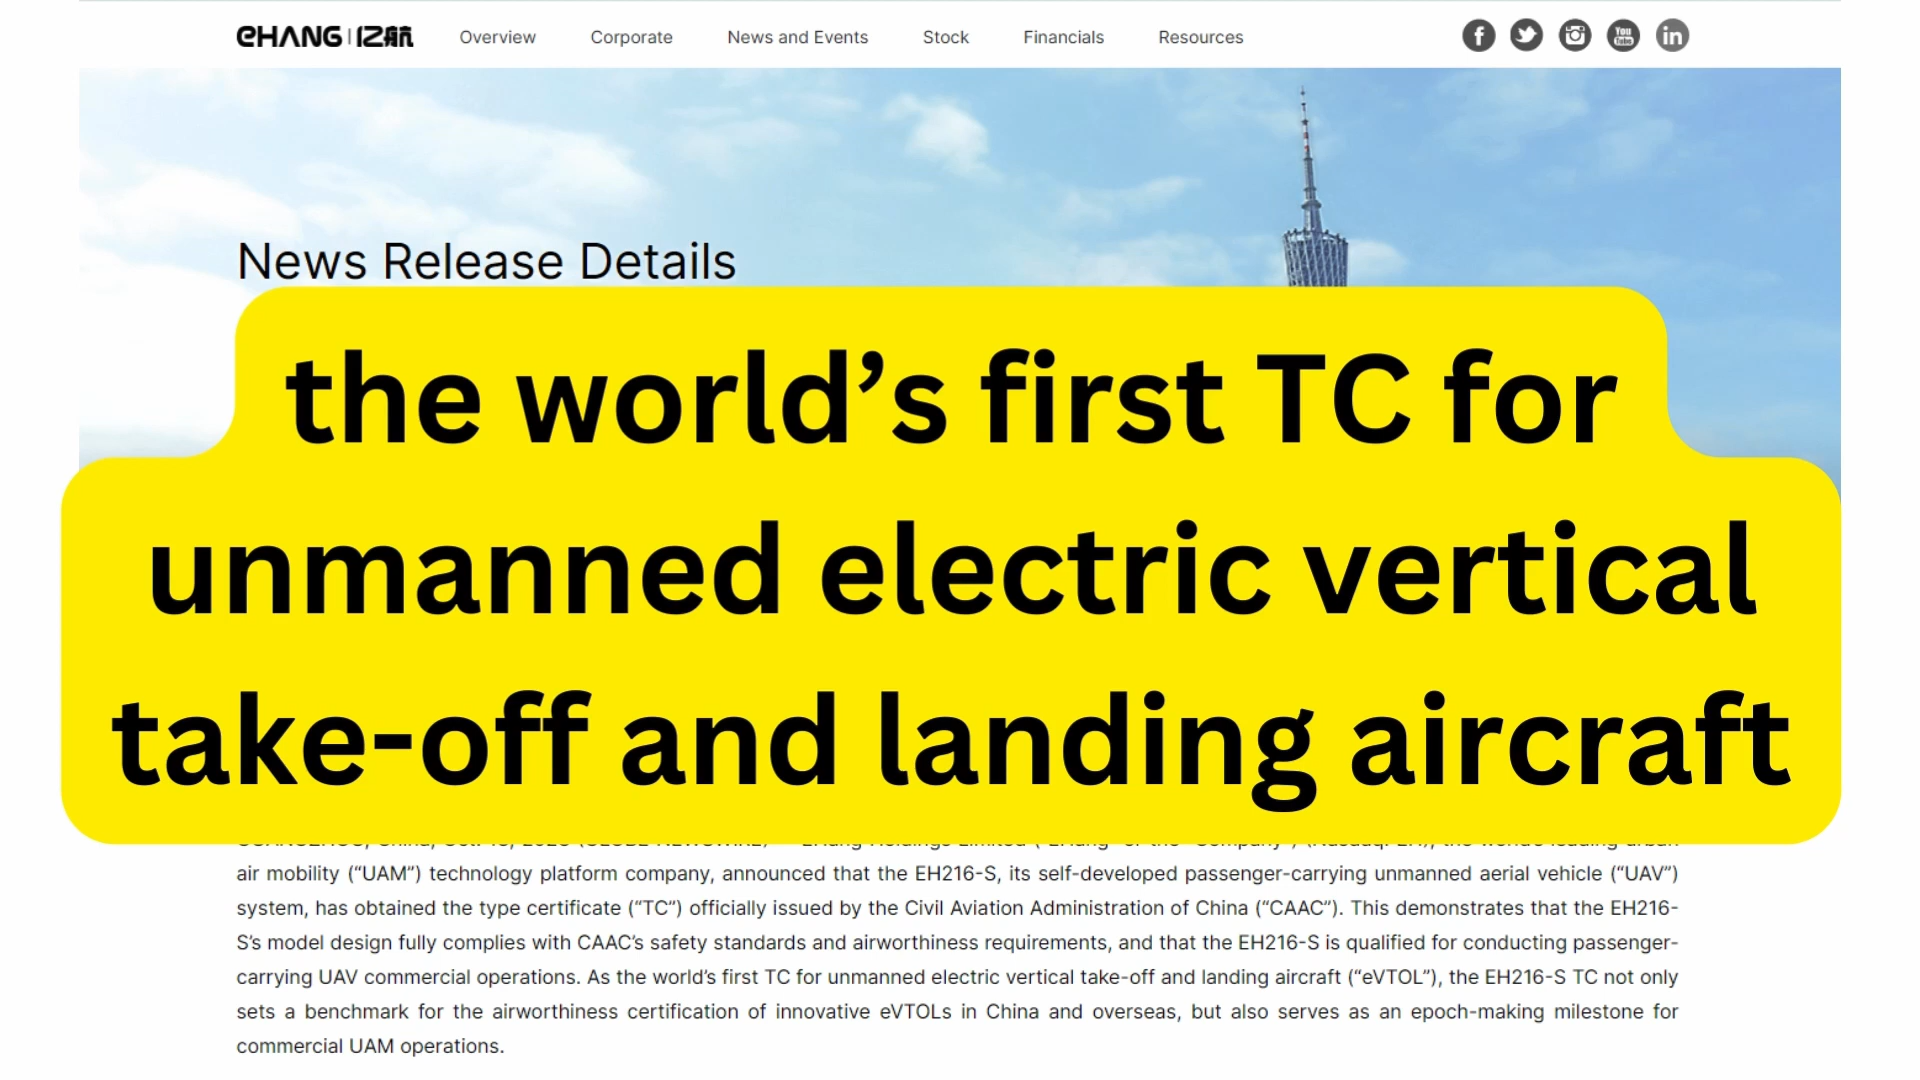 EHANG | 亿航 Overview Corporate News and Events Stock Financials Resources
News Release Details
the world’s first TC for
unmanned electric vertical
take-off and landing aircraft
air mobility (“UAM”) technology platform company, announced that the EH216-S, its self-developed passenger-carrying unmanned aerial vehicle (“UAV”)
system, has obtained the type certificate (“TC”) officially issued by the Civil Aviation Administration of China (“CAAC”). This demonstrates that the EH216-
S’s model design fully complies with CAAC’s safety standards and airworthiness requirements, and that the EH216-S is qualified for conducting passenger-
carrying UAV commercial operations. As the world’s first TC for unmanned electric vertical take-off and landing aircraft (“eVTOL”), the EH216-S TC not only
sets a benchmark for the airworthiness certification of innovative eVTOLs in China and overseas, but also serves as an epoch-making milestone for
commercial UAM operations.